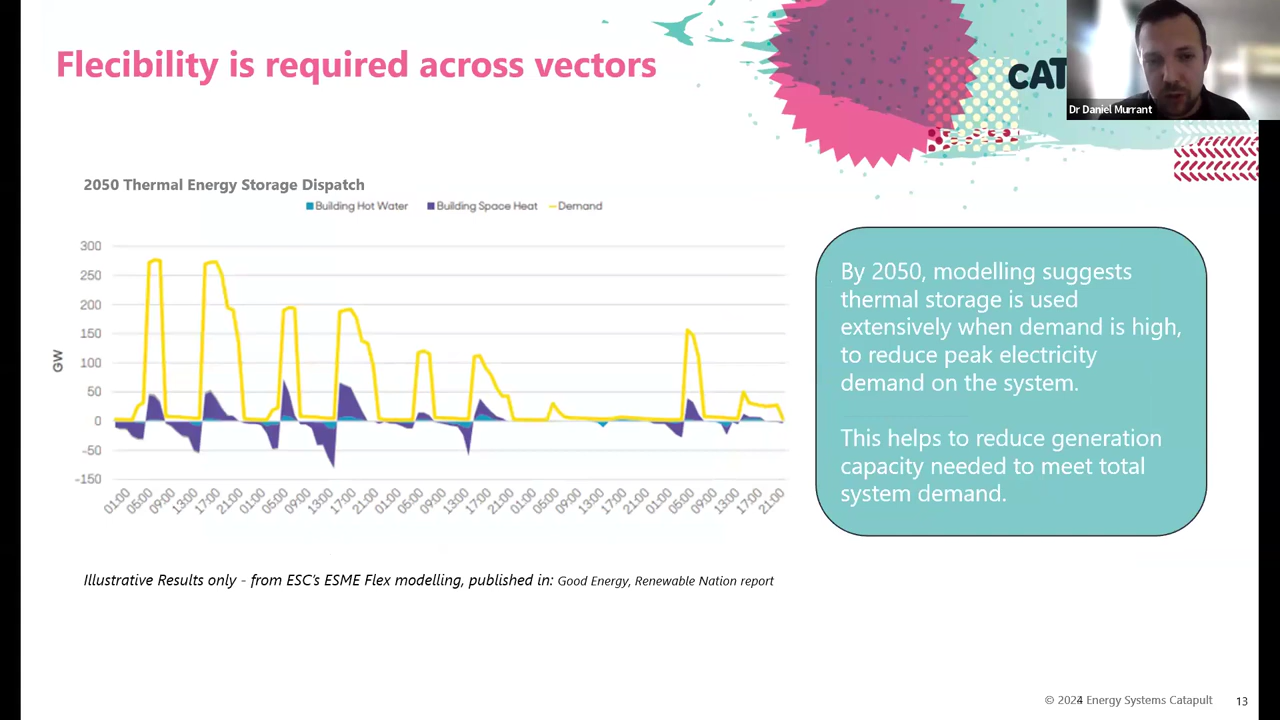 Flecibility is required across vectors
CAT
Dr Daniel Murrant
2050 Thermal Energy Storage Dispatch
Building Hot Water Building Space Heat Demand
GW
300
250
200
150
100
50
0
-50
-150
01:00 05:00 09:00 13:00 17:00 21:00 01:00 05:00 09:00 13:00 17:00 21:00 01:00 05:00 09:00 13:00 17:00 21:00 01:00 05:00 09:00 13:00 17:00 21:00 01:00 05:00 09:00 13:00 17:00 21:00
By 2050, modelling suggests
thermal storage is used
extensively when demand is high,
to reduce peak electricity
demand on the system.
This helps to reduce generation
capacity needed to meet total
system demand.
Illustrative Results only - from ESC's ESME Flex modelling, published in: Good Energy, Renewable Nation report
© Energy Systems Catapult 13